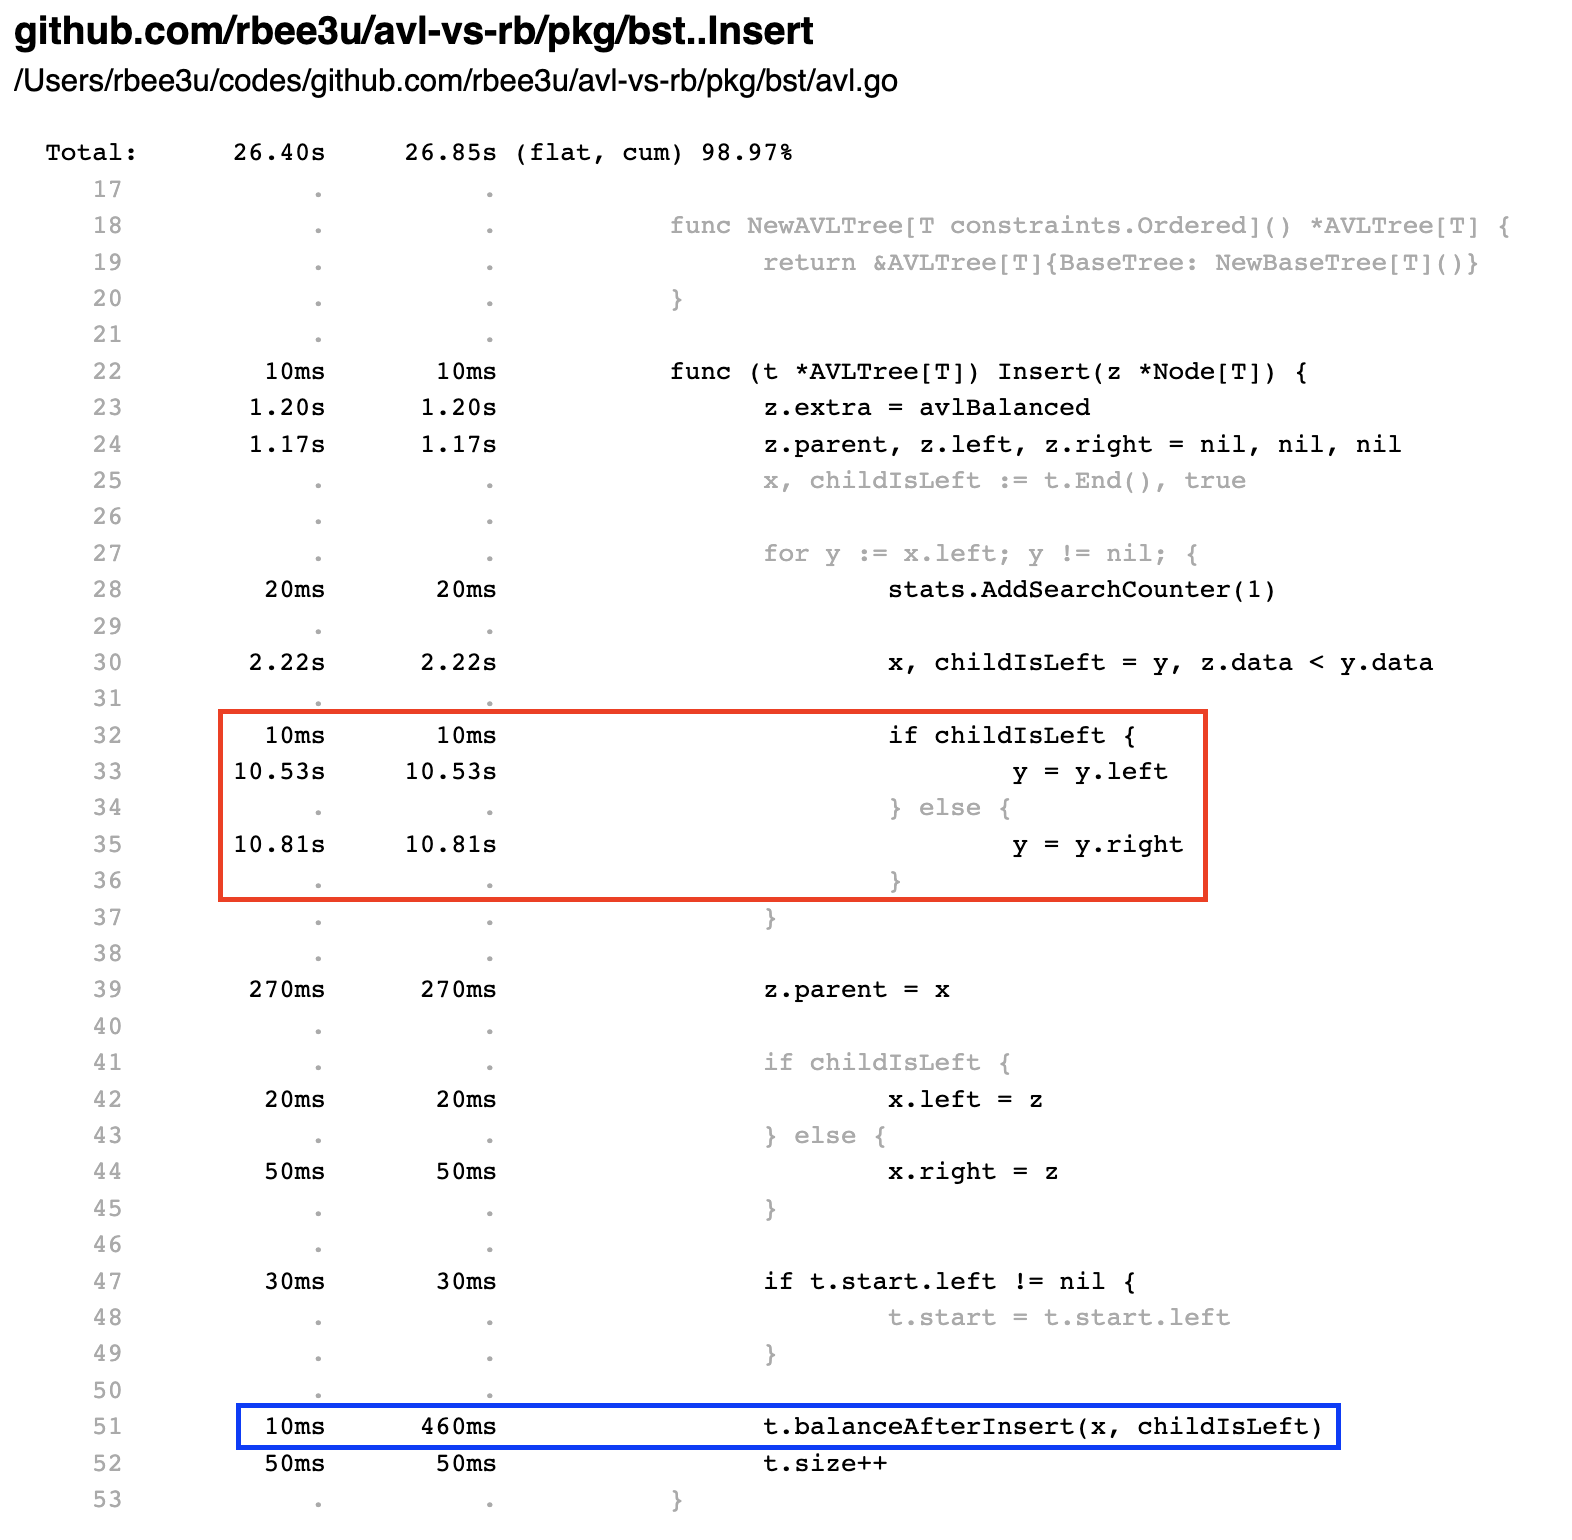 github.com/rbee3u/avl-vs-rb/pkg/bst..Insert
/Users/rbee3u/codes/github.com/rbee3u/avl-vs-rb/pkg/bst/avl.go
Total: 26.40s 26.85s (flat, cum) 98.97%
17 . .
18 . . func NewAVLTree[T constraints.Ordered]() *AVLTree[T] {
19 . . return &AVLTree[T]{BaseTree: NewBaseTree[T]()}
20 . . }
21 . .
22 10ms 10ms func (t *AVLTree[T]) Insert(z *Node[T]) {
23 1.20s 1.20s z.extra = avlBalanced
24 1.17s 1.17s z.parent, z.left, z.right = nil, nil, nil
25 . . x, childIsLeft := t.End(), true
26 . .
27 . . for y := x.left; y != nil; {
28 20ms 20ms stats.AddSearchCounter(1)
29 . .
30 2.22s 2.22s x, childIsLeft = y, z.data < y.data
31 . .
32 10ms 10ms if childIsLeft {
33 10.53s 10.53s y = y.left
34 . . } else {
35 10.81s 10.81s y = y.right
36 . . }
37 . . }
38 . .
39 270ms 270ms z.parent = x
40 . .
41 . . if childIsLeft {
42 20ms 20ms x.left = z
43 . . } else {
44 50ms 50ms x.right = z
45 . . }
46 . .
47 30ms 30ms if t.start.left != nil {
48 . . t.start = t.start.left
49 . . }
50 . .
51 10ms 460ms t.balanceAfterInsert(x, childIsLeft)
52 50ms 50ms t.size++
53 . . }